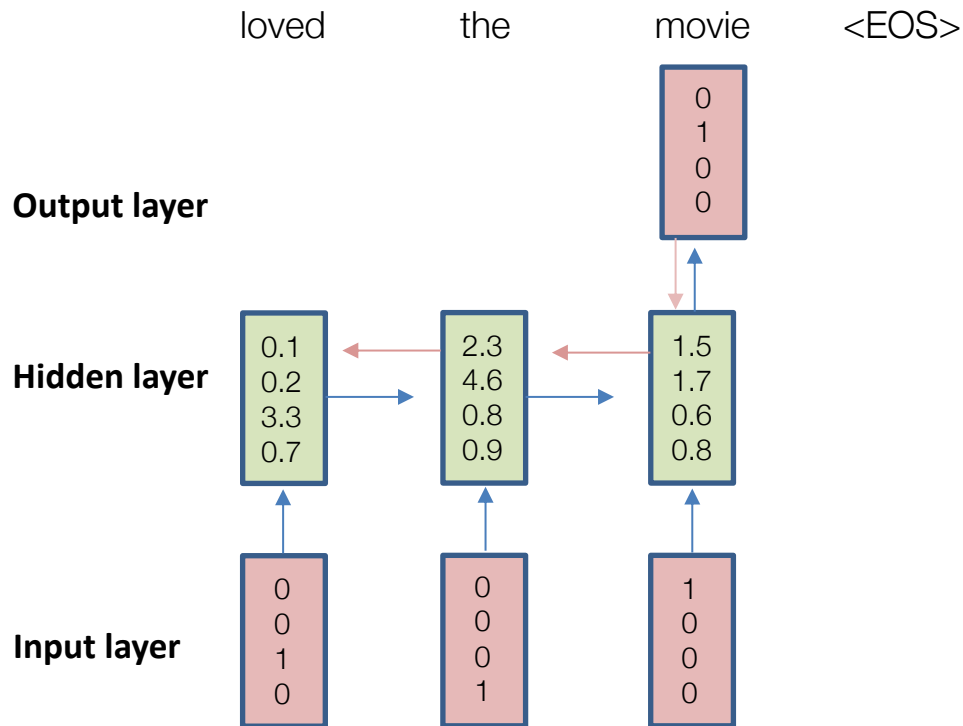 loved the movie <EOS>
0
1
0
0
Output layer
Hidden layer
0.1 2.3 1.5
0.2 4.6 1.7
3.3 0.8 0.6
0.7 0.9 0.8
Input layer
0 0 1
0 0 0
1 0 0
0 1 0